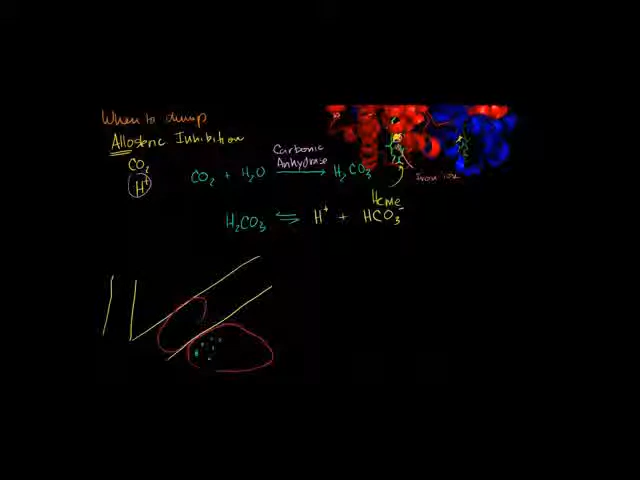 When to dump
Allosteric Inhibition
CO2
H+
CO2 + H2O → H2CO3
Carbonic
Anhydrase
Iron ion
Heme
H2CO3 ⇌ H+ + HCO3-